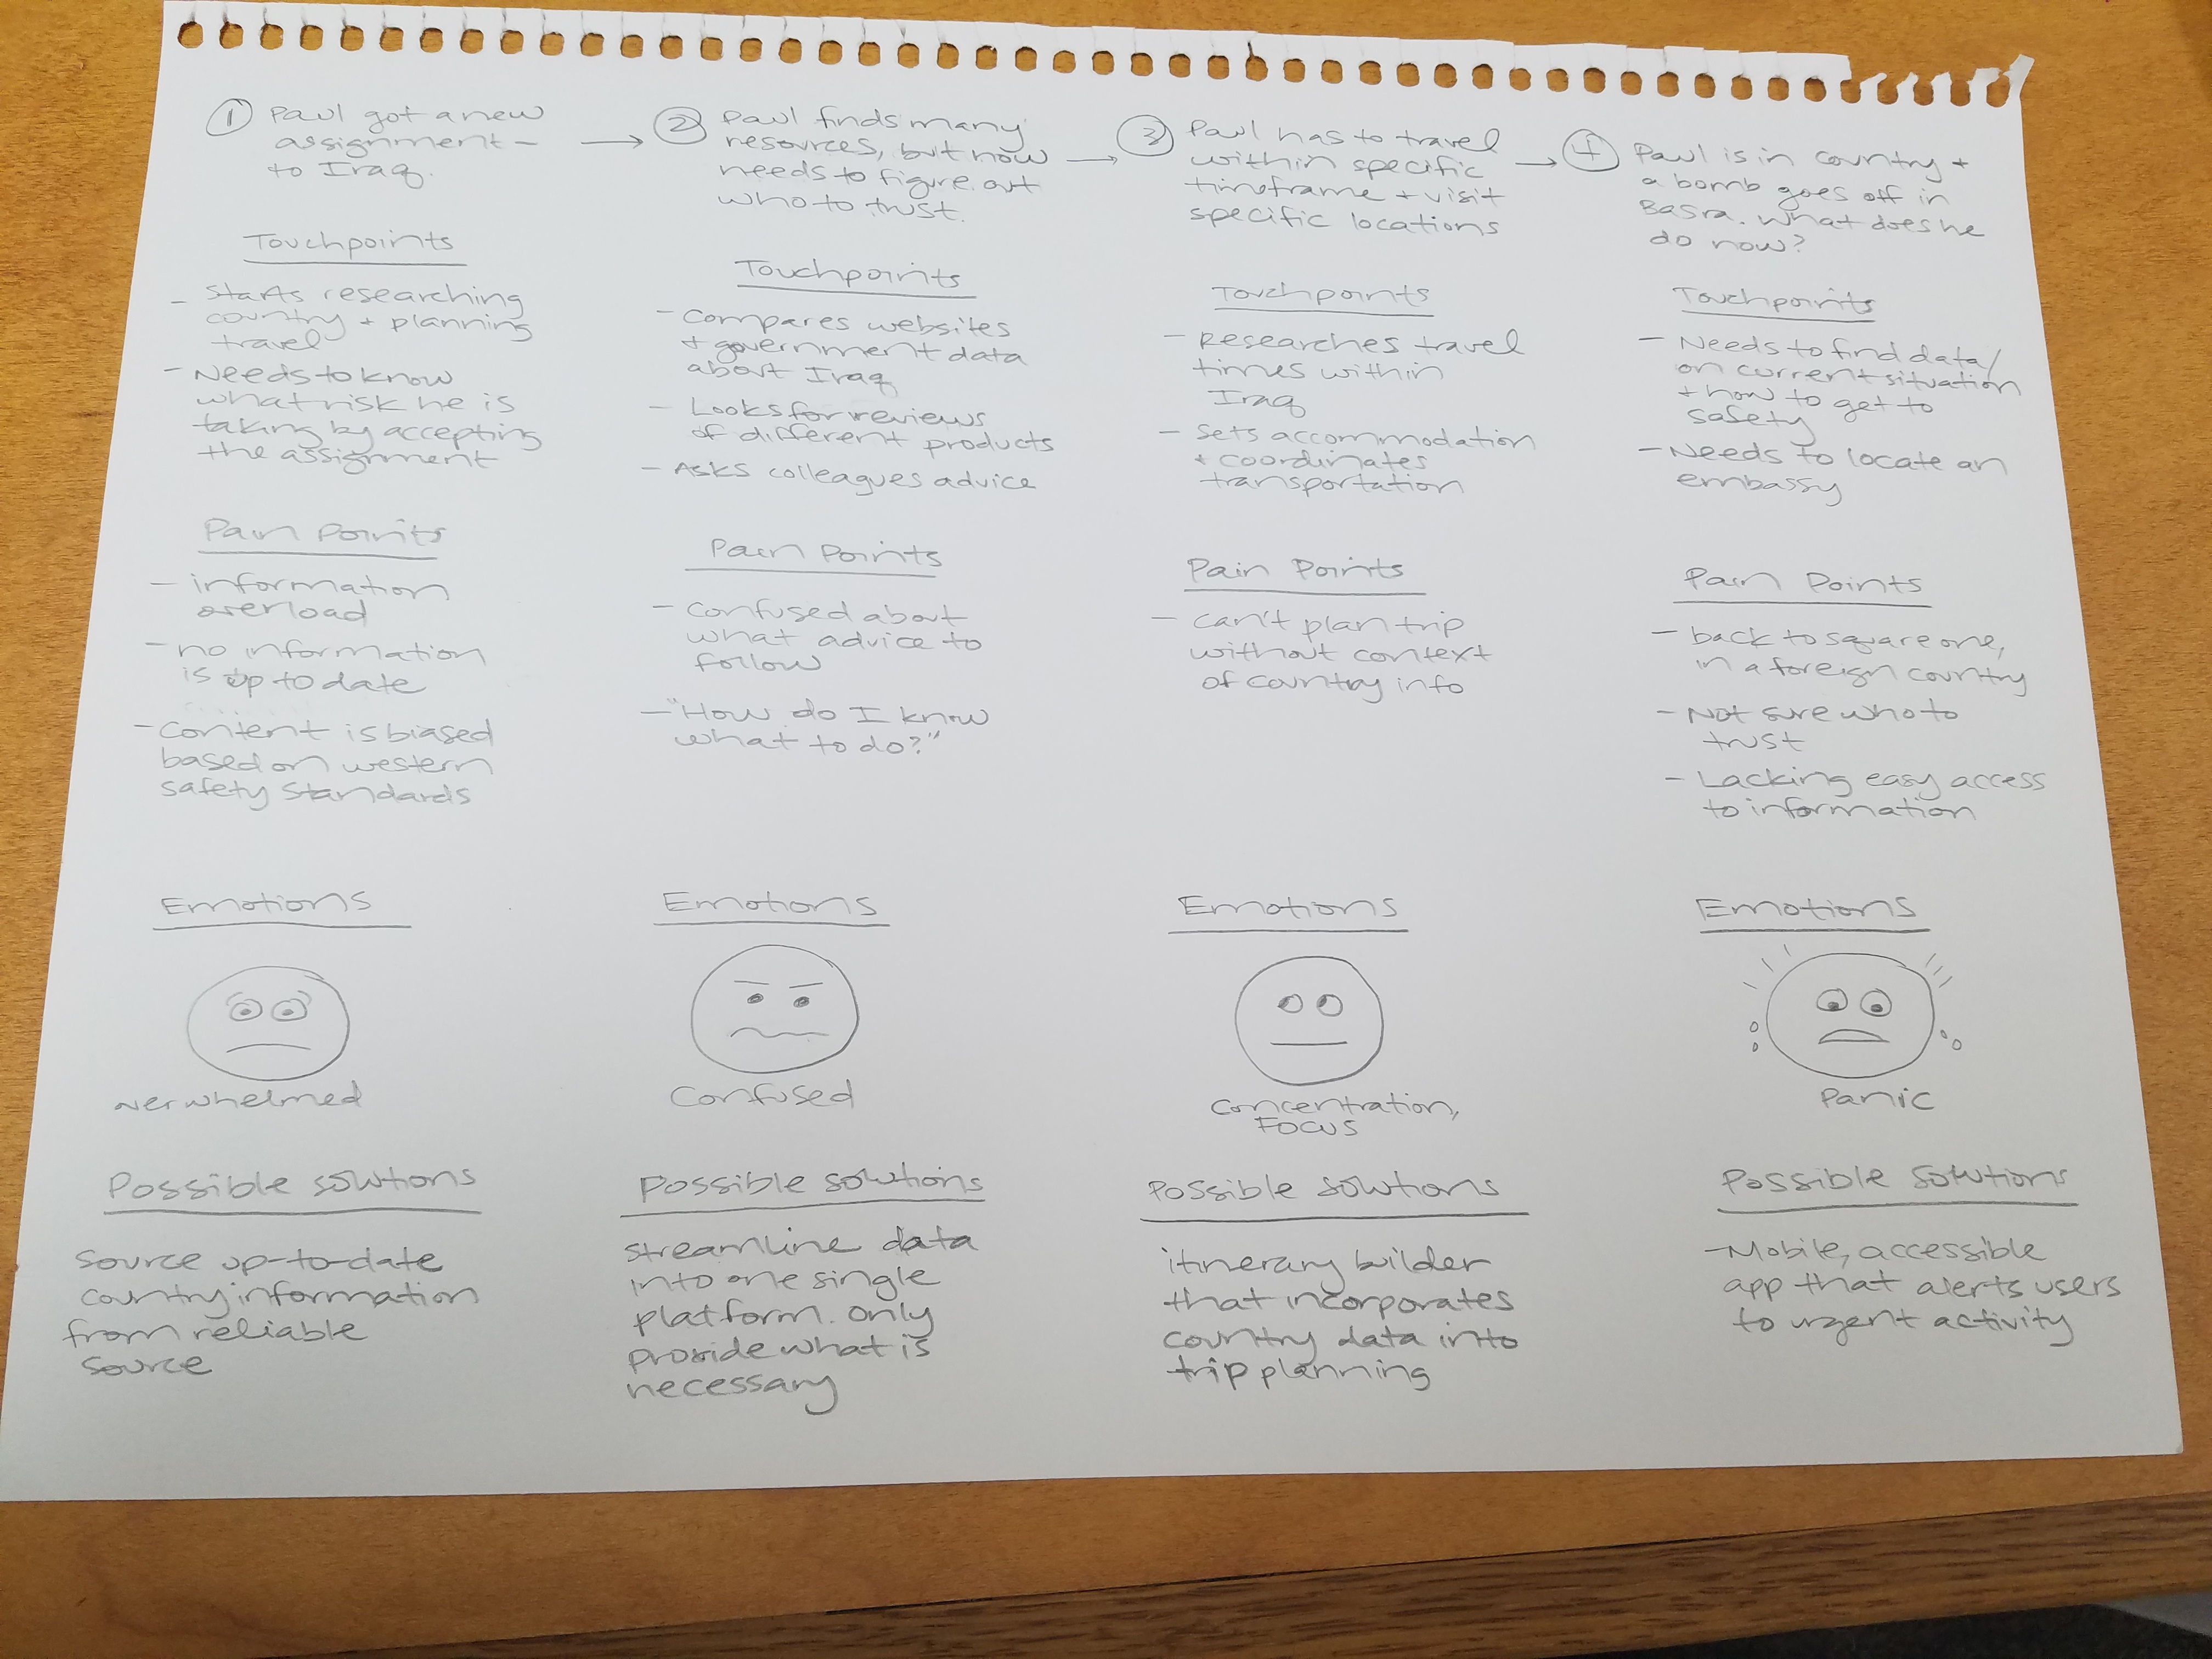 ① Paul got a new
assignment –
to Iraq.
Touchpoints
- Starts researching
country + planning
travel
- Needs to know
what risk he is
taking by accepting
the assignment
Pain Points
- information
overload
- no information
is up to date
- Content is biased
based on western
safety standards
Emotions
Possible solutions
source up-to-date
country information
from reliable
source
→ ② Paul finds many
resources, but now
needs to figure out
who to trust.
Touchpoints
- Compares websites
+ government data
about Iraq
- Looks for reviews
of different products
- Asks colleagues advice
Pain Points
- Confused about
what advice to
follow
- "How do I know
what to do?"
Emotions
Confused
Possible solutions
streamline data
into one single
platform. only
provide what is
necessary
→ ③ Paul has to travel
within specific
timeframe + visit
specific locations
Touchpoints
- Researches travel
times within
Iraq
- Sets accommodation
+ coordinates
transportation
Pain Points
- can't plan trip
without context
of country info
Emotions
Concentration,
Focus
Possible solutions
itinerary builder
that incorporates
country data into
trip planning
→ ④ Paul is in country +
a bomb goes off in
Basra. What does he
do now?
Touchpoints
- Needs to find data/
on current situation
+ how to get to
safety
- Needs to locate an
embassy
Pain Points
- back to square one,
in a foreign country
- Not sure who to
trust
- Lacking easy access
to information
Emotions
Panic
Possible Solutions
- Mobile, accessible
app that alerts users
to urgent activity